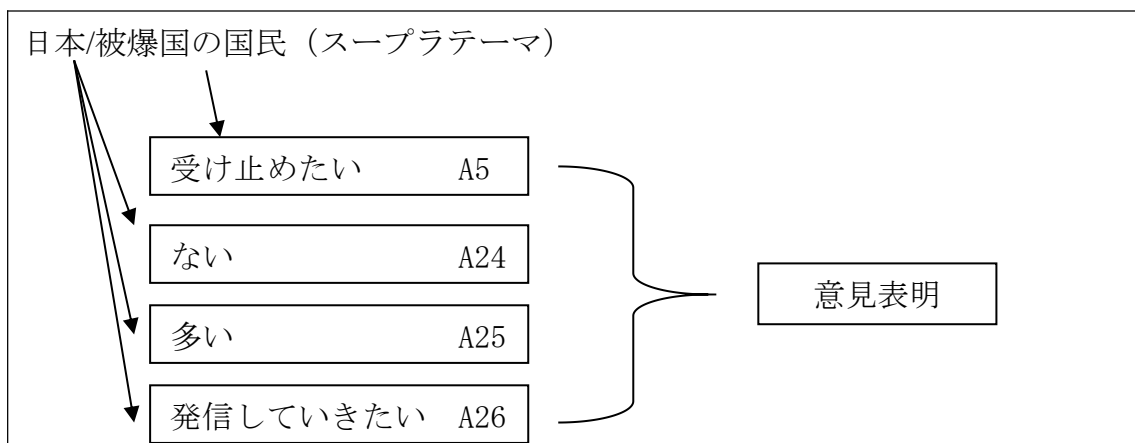 日本/被爆国の国民（スープラテーマ）
受け止めたい A5
ない A24
意見表明
多い A25
発信していきたい A26